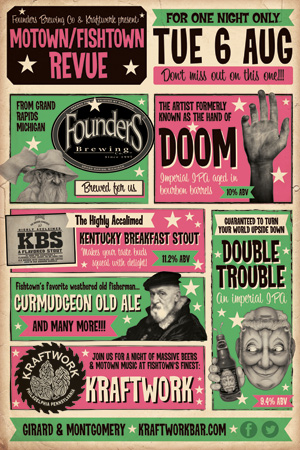 Founders Brewing Co & Kraftwork present
MOTOWN/FISHTOWN
REVUE
FOR ONE NIGHT ONLY
TUE 6 AUG
Don't miss out on this one!!!
FROM GRAND
RAPIDS
MICHIGAN
FOUNDERS
Brewing Co.
Brewed for us
THE ARTIST FORMERLY
KNOWN AS THE HAND OF
DOOM
Imperial IPA aged in
bourbon barrels
10% ABV
KBS
The Highly Accalimed
KENTUCKY BREAKFAST STOUT
Makes your taste buds
squeal with delight!
11.2% ABV
Fishtown's favorite weathered old fisherman...
CURMUDGEON OLD ALE
AND MANY MORE!!!
GUARANTEED TO TURN
YOUR WORLD UPSIDE DOWN
DOUBLE
TROUBLE
An imperial IPA
9.4% ABV
KRAFTWORK
PHILADELPHIA PENNSYLVANIA
JOIN US FOR A NIGHT OF MASSIVE BEERS
& MOTOWN MUSIC AT FISHTOWN'S FINEST:
KRAFTWORK
GIRARD & MONTGOMERY ★ KRAFTWORKBAR.COM ★